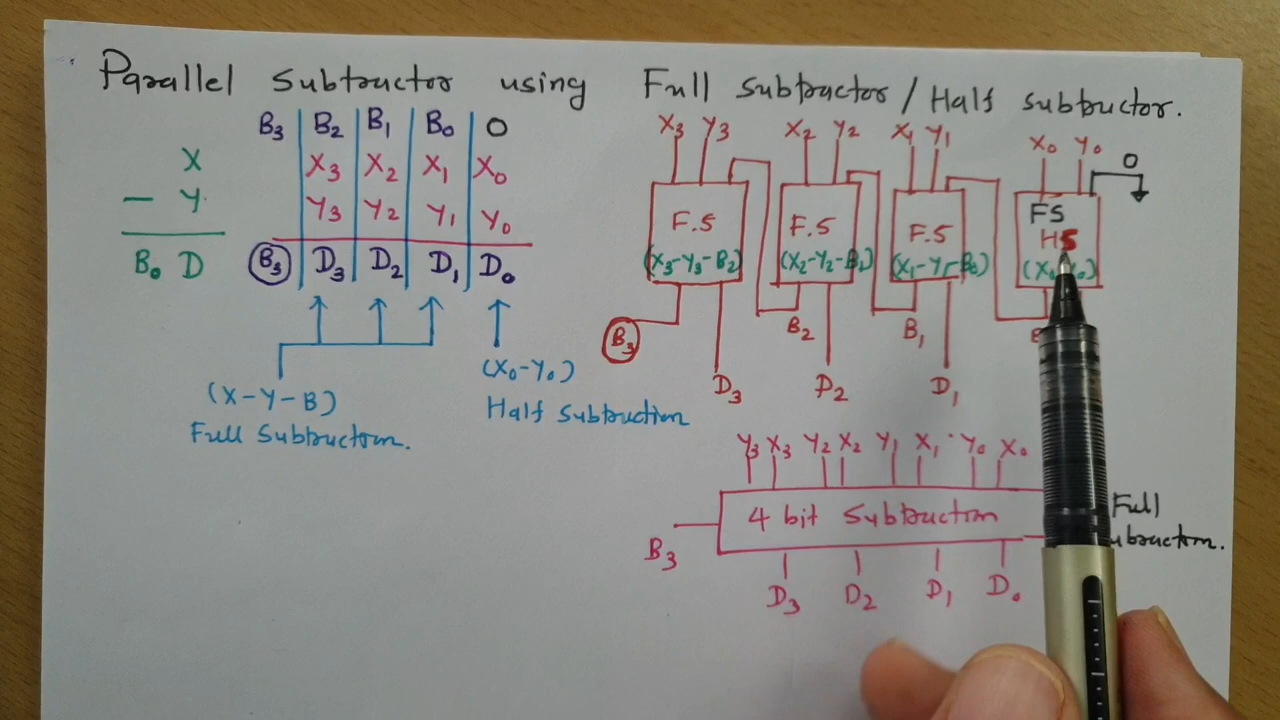 Parallel Subtractor using Full subtractor / Half subtructor.
B3 B2 B1 B0 0
X X3 X2 X1 X0
− Y Y3 Y2 Y1 Y0
B0 D B3 D3 D2 D1 D0
(X-Y-B)
Full Subtraction.
(X0-Y0)
Half Subtraction
X3 Y3 X2 Y2 X1 Y1 X0 Y0 0
F.S F.S F.S FS
HS
(X3-Y3-B2) (X2-Y2-B1) (X1-Y1-B0)
B3 B2 B1
D3 D2 D1
Y3 X3 Y2 X2 Y1 X1 Y0 X0
4 bit Subtraction
Full
B3
D3 D2 D1 D0